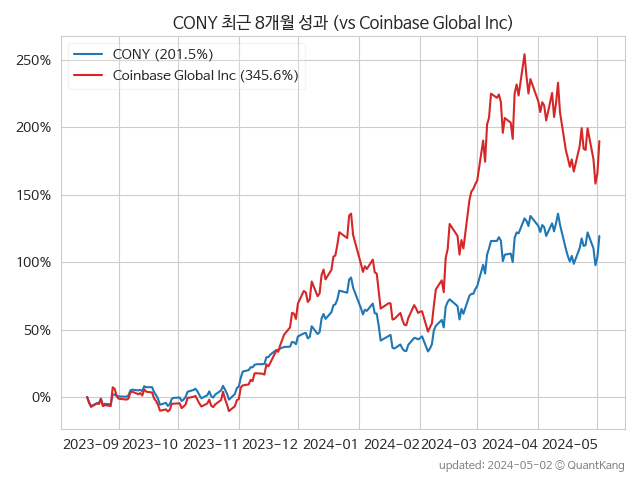 CONY 최근 8개월 성과 (vs Coinbase Global Inc)
CONY (201.5%)
Coinbase Global Inc (345.6%)
250%
200%
150%
100%
50%
0%
2023-09 2023-10 2023-11 2023-12 2024-01 2024-02 2024-03 2024-04 2024-05
updated: 2024-05-02 © QuantKang